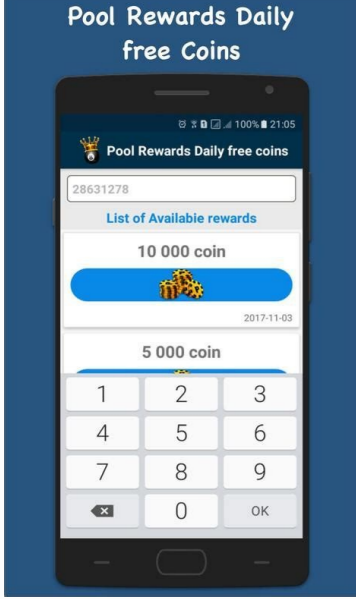 Pool Rewards Daily
free Coins
100% 21:05
Pool Rewards Daily free coins
28631278
List of Available rewards
10 000 coin
2017-11-03
5 000 coin
1 2 3
4 5 6
7 8 9
0 OK